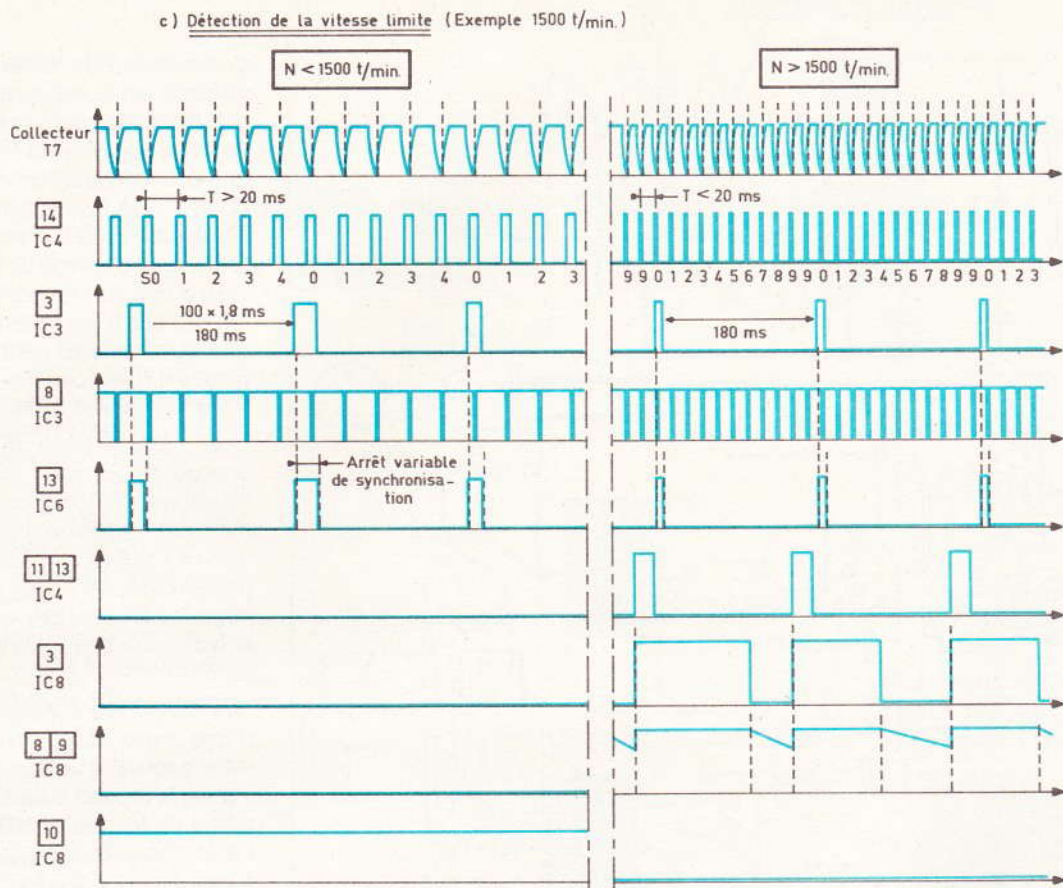 c) Détection de la vitesse limite (Exemple 1500 t/min.)
N < 1500 t/min.
N > 1500 t/min.
Collecteur
T7
T > 20 ms
T < 20 ms
14
IC4
50 1 2 3 4 0 1 2 3 4 0 1 2 3
9 9 0 1 2 3 4 5 6 7 8 9 9 0 1 2 3 4 5 6 7 8 9 9 0 1 2 3
3
IC3
100 x 1,8 ms
180 ms
180 ms
8
IC3
13
IC6
Arrêt variable
de synchronisa-
tion
11 13
IC4
3
IC8
8 9
IC8
10
IC8